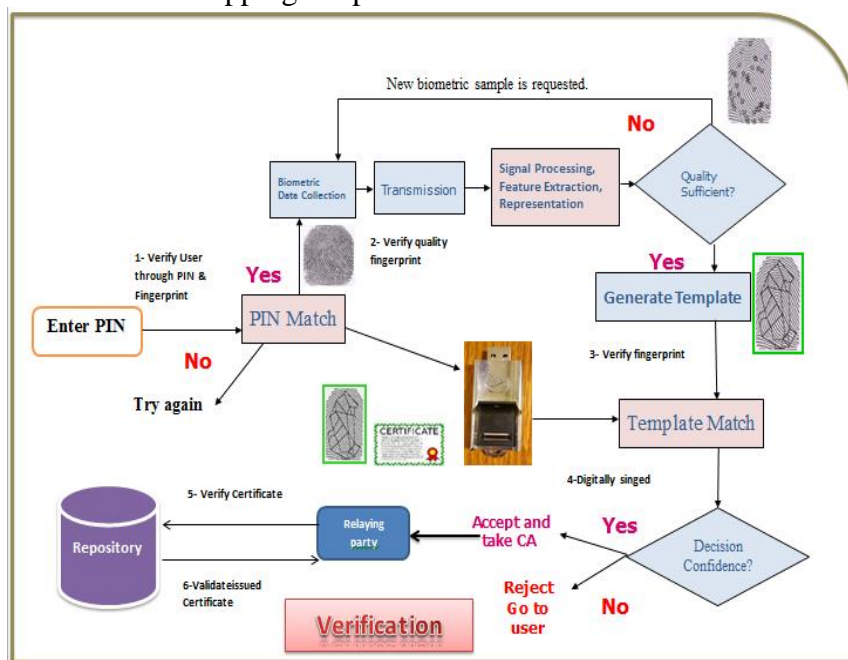 New biometric sample is requested.
No
Biometric
Data Collection
Transmission
Signal Processing,
Feature Extraction,
Representation
Quality
Sufficient?
1- Verify User
through PIN &
Fingerprint
Yes
2- Verify quality
fingerprint
Yes
Enter PIN
PIN Match
Generate Template
No
3- Verify fingerprint
Try again
CERTIFICATE
Template Match
4-Digitally singed
5- Verify Certificate
Repository
Relaying
party
Accept and
take CA
Yes
Decision
Confidence?
6-Validateissued
Certificate
Reject
Go to
user
No
Verification